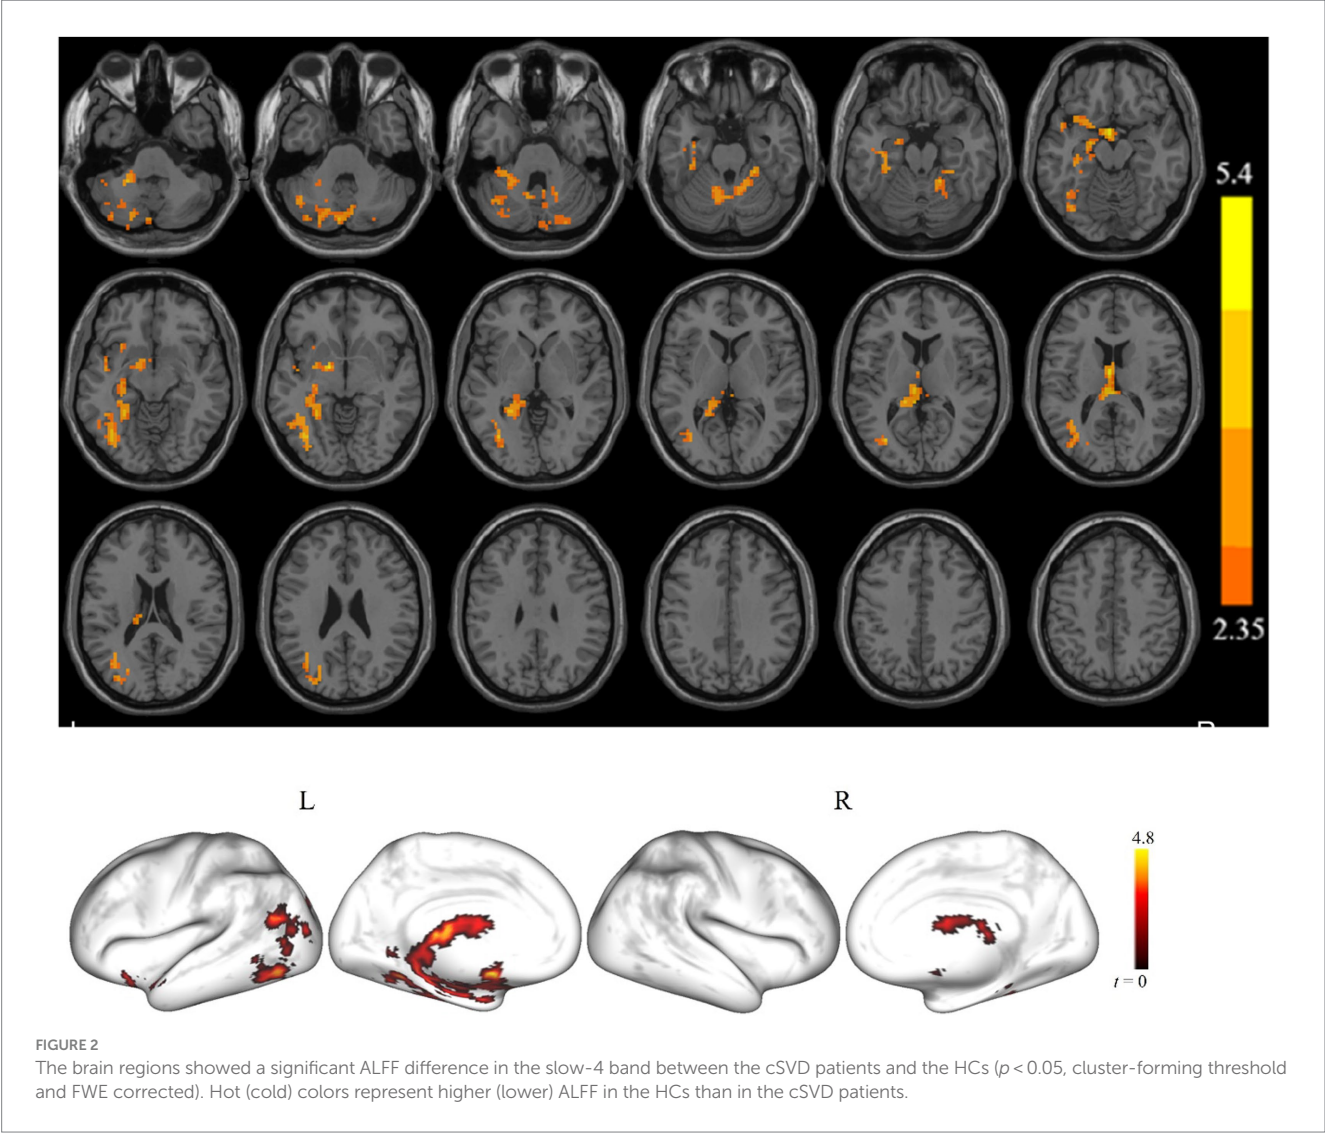 5.4
2.35
L R
4.8
t = 0
FIGURE 2
The brain regions showed a significant ALFF difference in the slow-4 band between the cSVD patients and the HCs (p < 0.05, cluster-forming threshold
and FWE corrected). Hot (cold) colors represent higher (lower) ALFF in the HCs than in the cSVD patients.